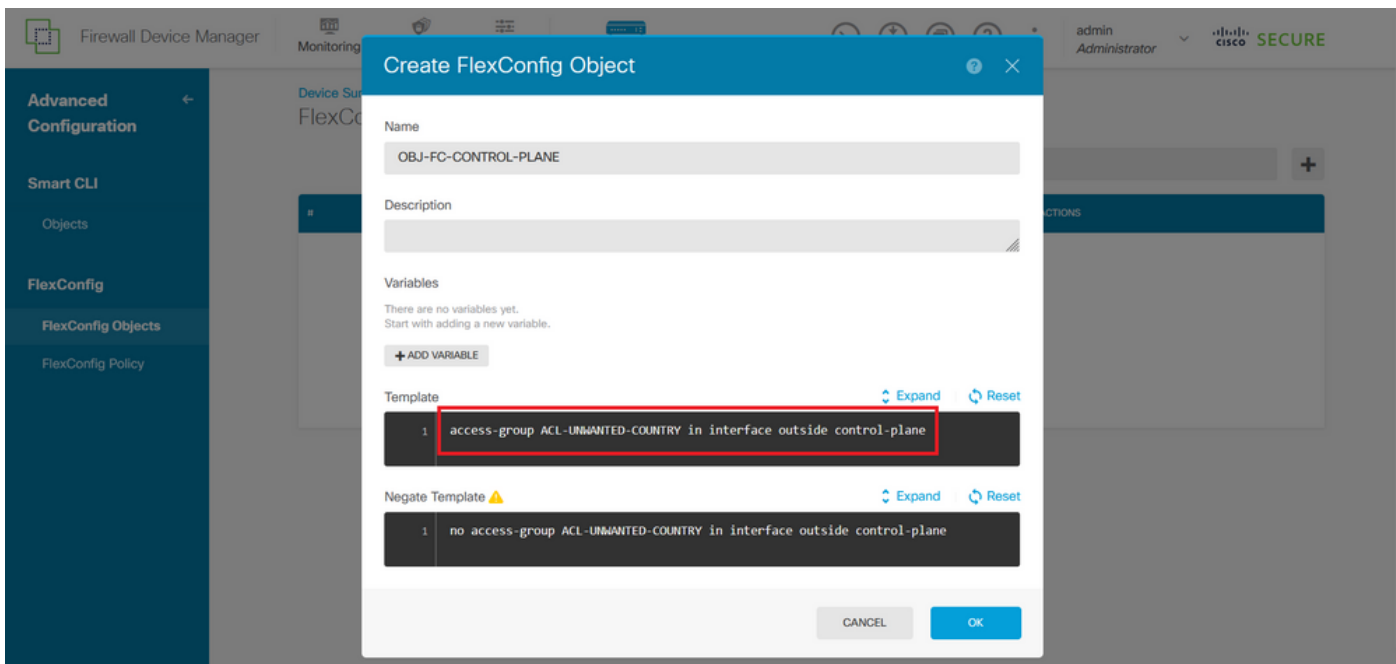 Firewall Device Manager
Monitoring
admin
Administrator
cisco SECURE
Advanced
Configuration
Smart CLI
Objects
FlexConfig
FlexConfig Objects
FlexConfig Policy
Device Sum
FlexCo
#
ACTIONS
Create FlexConfig Object
Name
OBJ-FC-CONTROL-PLANE
Description
Variables
There are no variables yet.
Start with adding a new variable.
+ ADD VARIABLE
Template
Expand
Reset
1 access-group ACL-UNWANTED-COUNTRY in interface outside control-plane
Negate Template
Expand
Reset
1 no access-group ACL-UNWANTED-COUNTRY in interface outside control-plane
CANCEL
OK